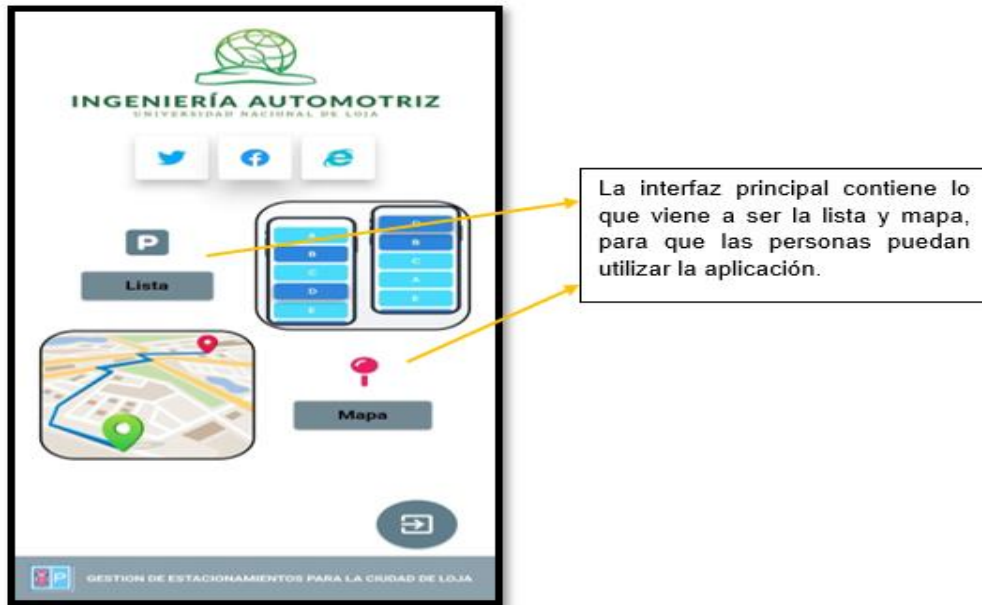 INGENIERÍA AUTOMOTRIZ
UNIVERSIDAD NACIONAL DE LOJA
P
Lista
A
B
C
D
E
D
B
C
A
E
La interfaz principal contiene lo
que viene a ser la lista y mapa,
para que las personas puedan
utilizar la aplicación.
Mapa
P
GESTION DE ESTACIONAMIENTOS PARA LA CIUDAD DE LOJA